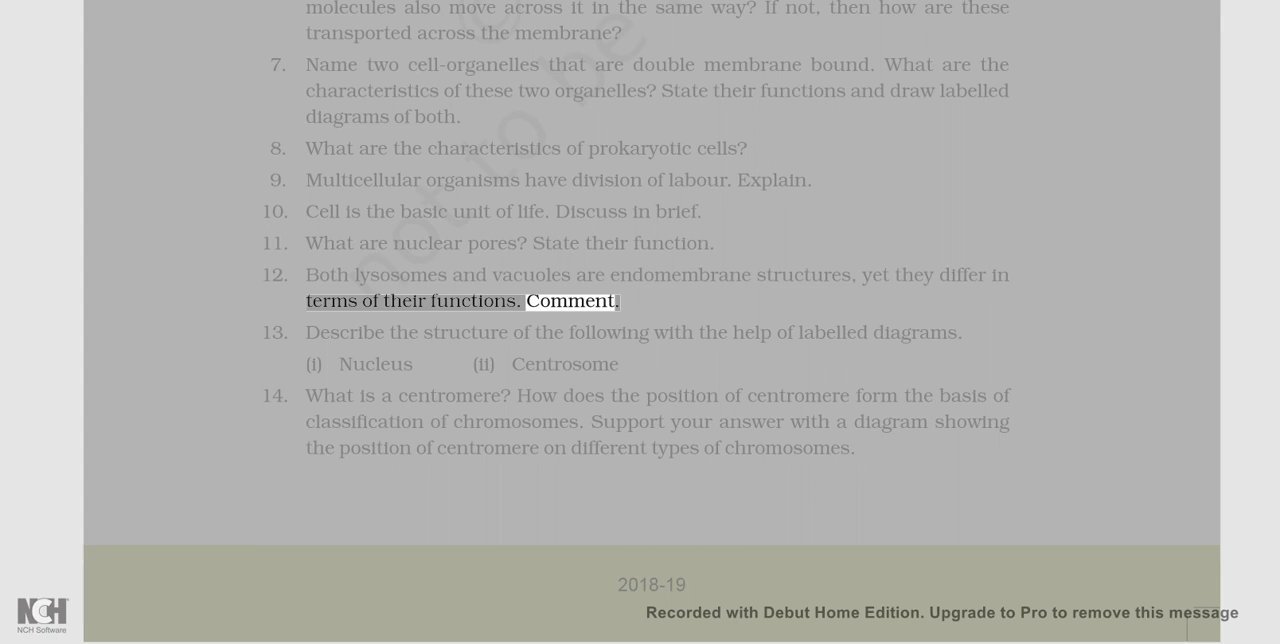 molecules also move across it in the same way? If not, then how are these
transported across the membrane?
7. Name two cell-organelles that are double membrane bound. What are the
characteristics of these two organelles? State their functions and draw labelled
diagrams of both.
8. What are the characteristics of prokaryotic cells?
9. Multicellular organisms have division of labour. Explain.
10. Cell is the basic unit of life. Discuss in brief.
11. What are nuclear pores? State their function.
12. Both lysosomes and vacuoles are endomembrane structures, yet they differ in
terms of their functions. Comment.
13. Describe the structure of the following with the help of labelled diagrams.
(i) Nucleus (ii) Centrosome
14. What is a centromere? How does the position of centromere form the basis of
classification of chromosomes. Support your answer with a diagram showing
the position of centromere on different types of chromosomes.
©
not to be
2018-19
Recorded with Debut Home Edition. Upgrade to Pro to remove this message
NCH
NCH Software